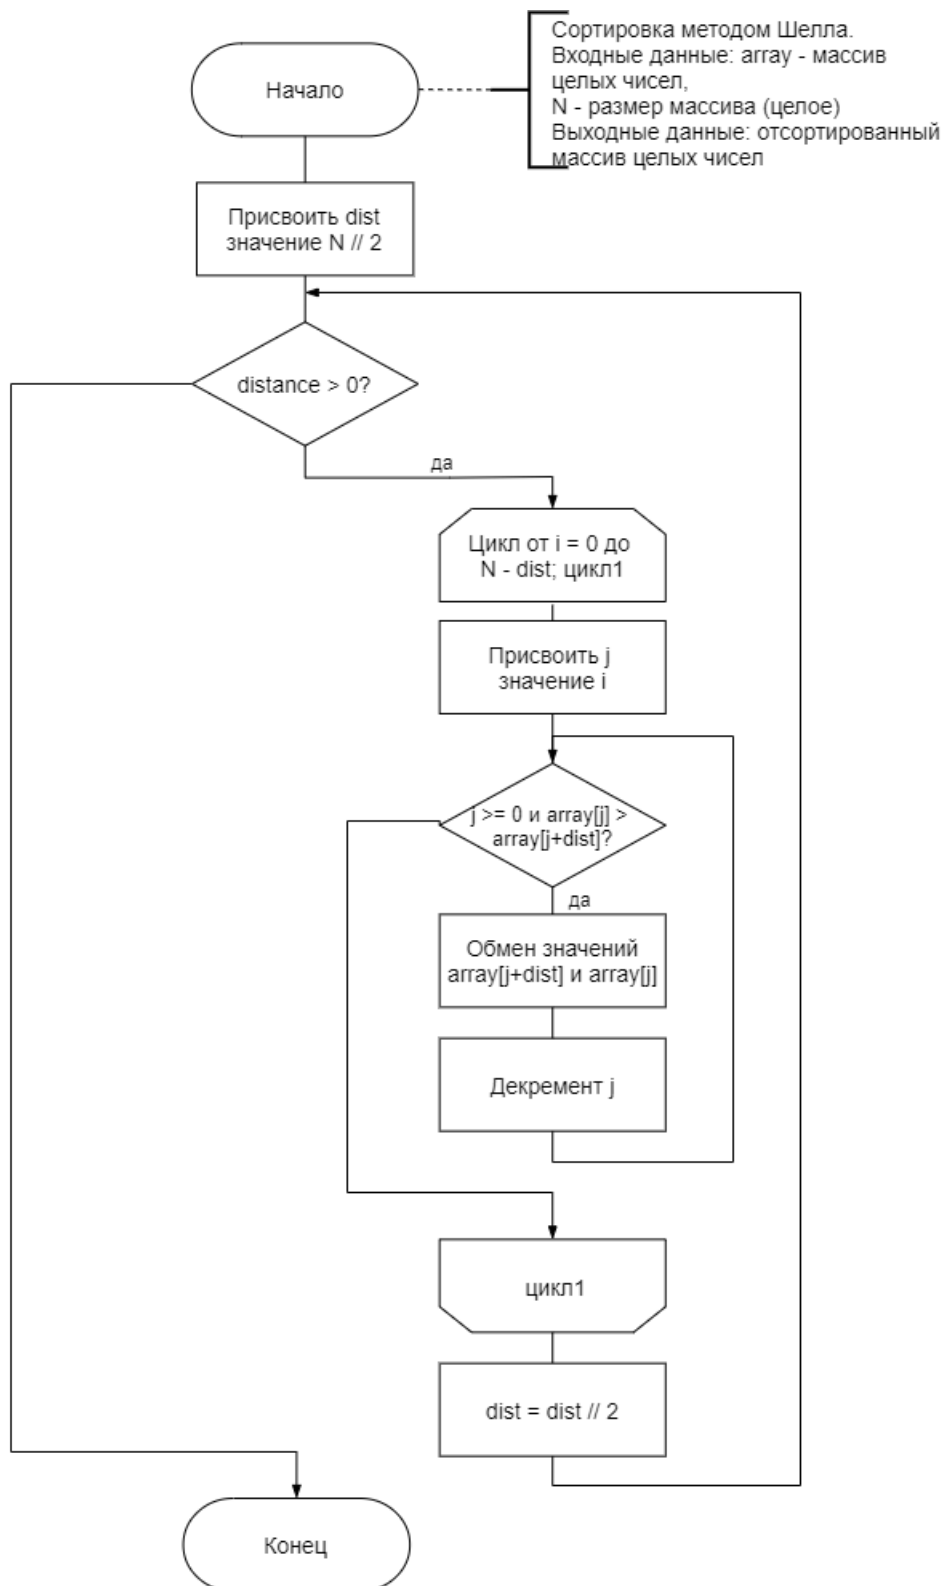 Сортировка методом Шелла.
Входные данные: array - массив
целых чисел,
N - размер массива (целое)
Выходные данные: отсортированный
массив целых чисел
Начало
Присвоить dist
значение N // 2
distance > 0?
да
Цикл от i = 0 до
N - dist; цикл1
Присвоить j
значение i
j >= 0 и array[j] >
array[j+dist]?
да
Обмен значений
array[j+dist] и array[j]
Декремент j
цикл1
dist = dist // 2
Конец